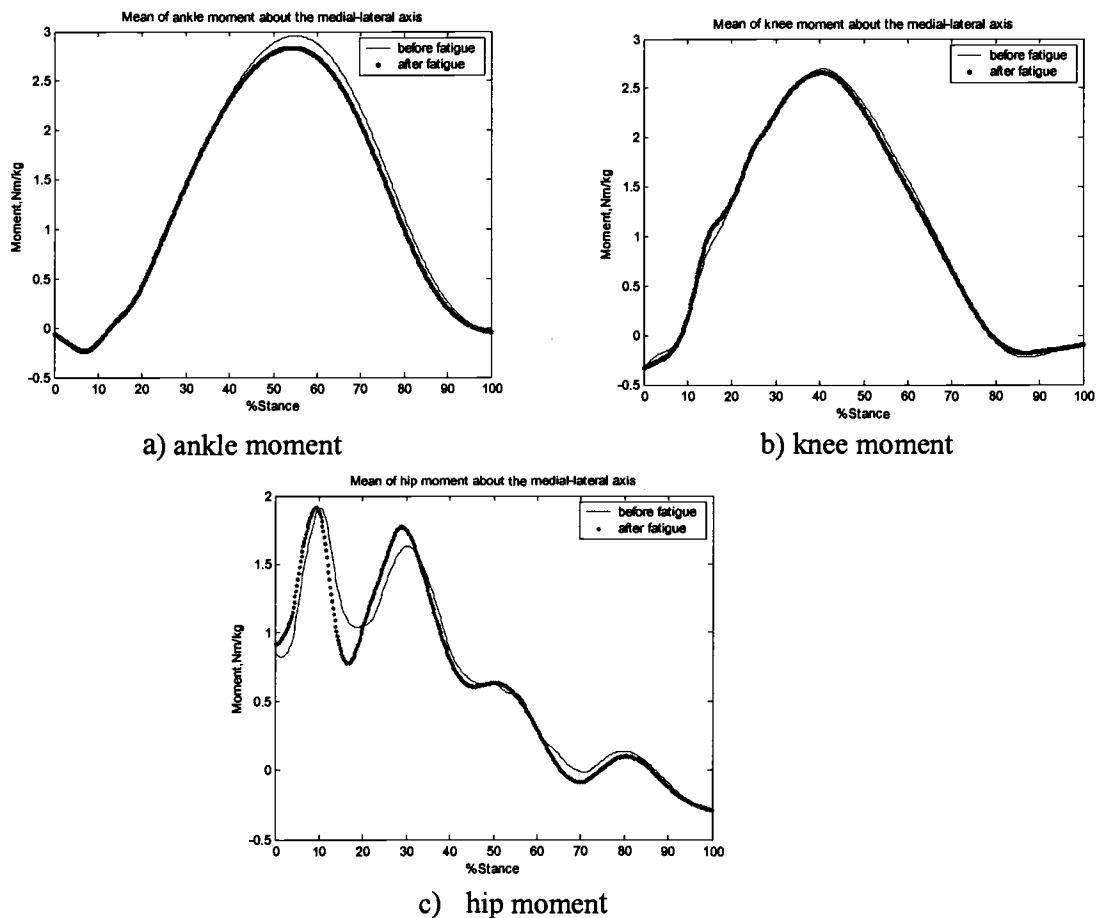 Mean of ankle moment about the medial-lateral axis
3
2.5
2
1.5
1
0.5
0
-0.5
Moment,Nm/kg
before fatigue
after fatigue
0 10 20 30 40 50 60 70 80 90 100
%Stance
a) ankle moment
Mean of knee moment about the medial-lateral axis
3
2.5
2
1.5
1
0.5
0
-0.5
Moment,Nm/kg
before fatigue
after fatigue
0 10 20 30 40 50 60 70 80 90 100
%Stance
b) knee moment
Mean of hip moment about the medial-lateral axis
2
1.5
1
0.5
0
-0.5
Moment,Nm/kg
before fatigue
after fatigue
0 10 20 30 40 50 60 70 80 90 100
%Stance
c) hip moment